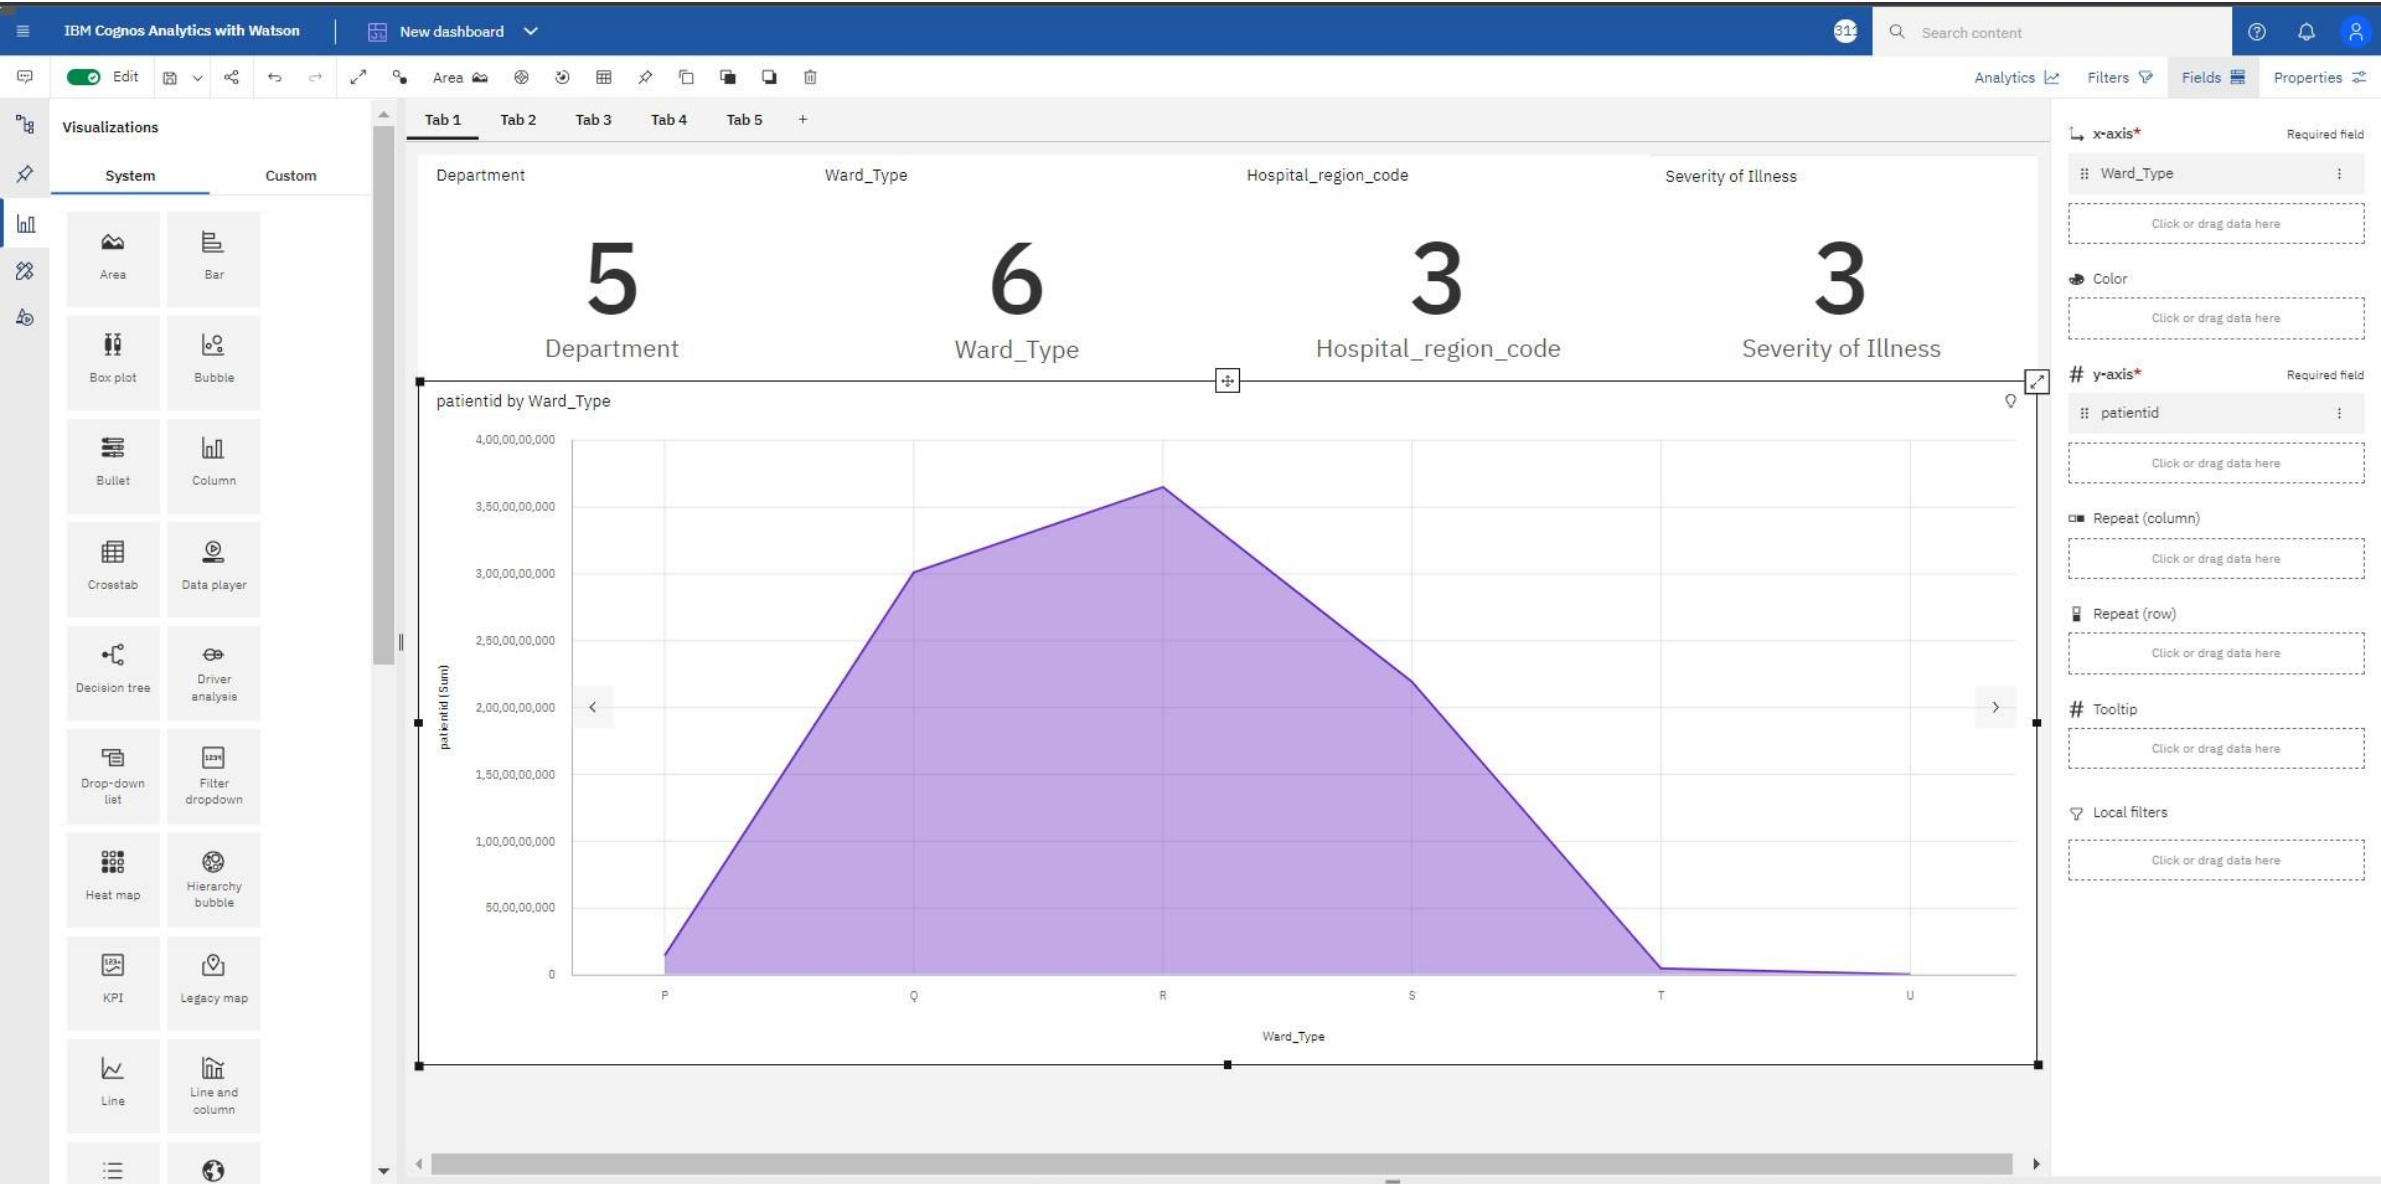 IBM Cognos Analytics with Watson
New dashboard
311
Search content
Edit
Area
Analytics
Filters
Fields
Properties
Visualizations
System
Custom
Area
Bar
Box plot
Bubble
Bullet
Column
Crosstab
Data player
Decision tree
Driver
analysis
Drop-down
list
Filter
dropdown
Heat map
Hierarchy
bubble
KPI
Legacy map
Line
Line and
column
Tab 1
Tab 2
Tab 3
Tab 4
Tab 5
+
Department
5
Department
Ward_Type
6
Ward_Type
Hospital_region_code
3
Hospital_region_code
Severity of Illness
3
Severity of Illness
patientid by Ward_Type
patientid (Sum)
4,00,00,00,000
3,50,00,00,000
3,00,00,00,000
2,50,00,00,000
2,00,00,00,000
1,50,00,00,000
1,00,00,00,000
50,00,00,000
0
P
Q
R
S
T
U
Ward_Type
x-axis*
Required field
Ward_Type
Click or drag data here
Color
Click or drag data here
# y-axis*
Required field
patientid
Click or drag data here
Repeat (column)
Click or drag data here
Repeat (row)
Click or drag data here
# Tooltip
Click or drag data here
Local filters
Click or drag data here